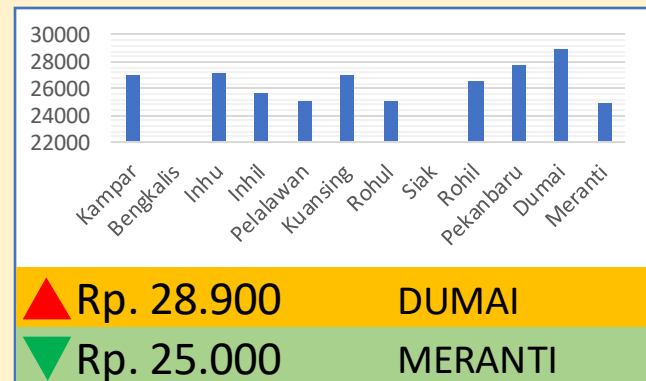 30000
28000
26000
24000
22000
Kampar
Bengkalis
Inhu
Inhil
Pelalawan
Kuansing
Rohul
Siak
Rohil
Pekanbaru
Dumai
Meranti
Rp. 28.900 DUMAI
Rp. 25.000 MERANTI